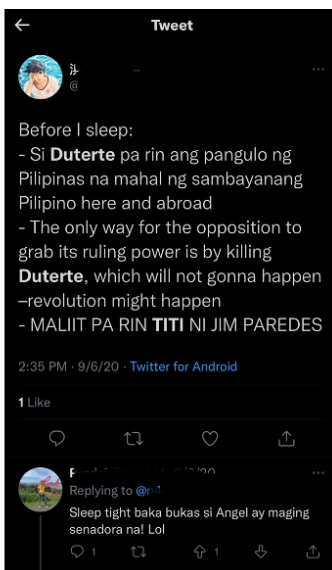 Tweet
Before I sleep:
- Si Duterte pa rin ang pangulo ng
Pilipinas na mahal ng sambayanang
Pilipino here and abroad
- The only way for the opposition to
grab its ruling power is by killing
Duterte, which will not gonna happen
–revolution might happen
- MALIIT PA RIN TITI NI JIM PAREDES
2:35 PM · 9/6/20 · Twitter for Android
1 Like
Replying to
Sleep tight baka bukas si Angel ay maging
senadora na! Lol
1 1